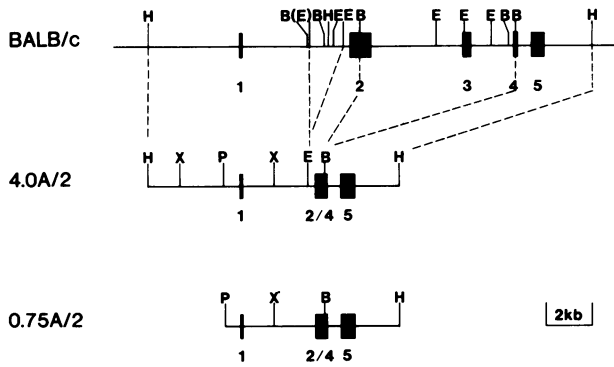 H B(E)BHEEB E E E BB H
BALB/c
1 2 3 4 5
H X P X E B H
4.0A/2
1 2/4 5
P X B H
0.75A/2
2kb
1 2/4 5